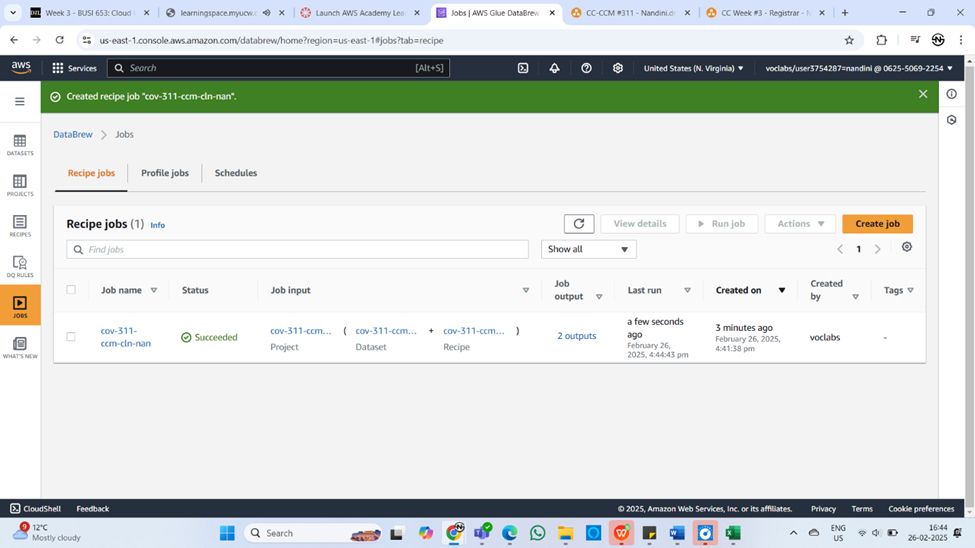 Week 3 - BUSI 653: Cloud
learningspace.myucw.c
Launch AWS Academy Lea
Jobs | AWS Glue DataBrew
CC-CCM #311 - Nandini.d
CC Week #3 - Registrar - N
us-east-1.console.aws.amazon.com/databrew/home?region=us-east-1#jobs?tab=recipe
aws
Services
Search
[Alt+S]
United States (N. Virginia)
voclabs/user3754287=nandini @ 0625-5069-2254
Created recipe job "cov-311-ccm-cln-nan".
DATASETS
PROJECTS
RECIPES
DQ RULES
JOBS
WHAT'S NEW
DataBrew > Jobs
Recipe jobs
Profile jobs
Schedules
Recipe jobs (1) Info
View details
Run job
Actions
Create job
Find jobs
Show all
1
Job name
Status
Job input
Job
output
Last run
Created on
Created
by
Tags
cov-311-
ccm-cln-nan
Succeeded
cov-311-ccm... ( cov-311-ccm... + cov-311-ccm... )
Project
Dataset
Recipe
2 outputs
a few seconds
ago
February 26,
2025, 4:44:43 pm
3 minutes ago
February 26, 2025,
4:41:38 pm
voclabs
-
CloudShell
Feedback
© 2025, Amazon Web Services, Inc. or its affiliates.
Privacy
Terms
Cookie preferences
9
12°C
Mostly cloudy
Search
ENG
US
16:44
26-02-2025